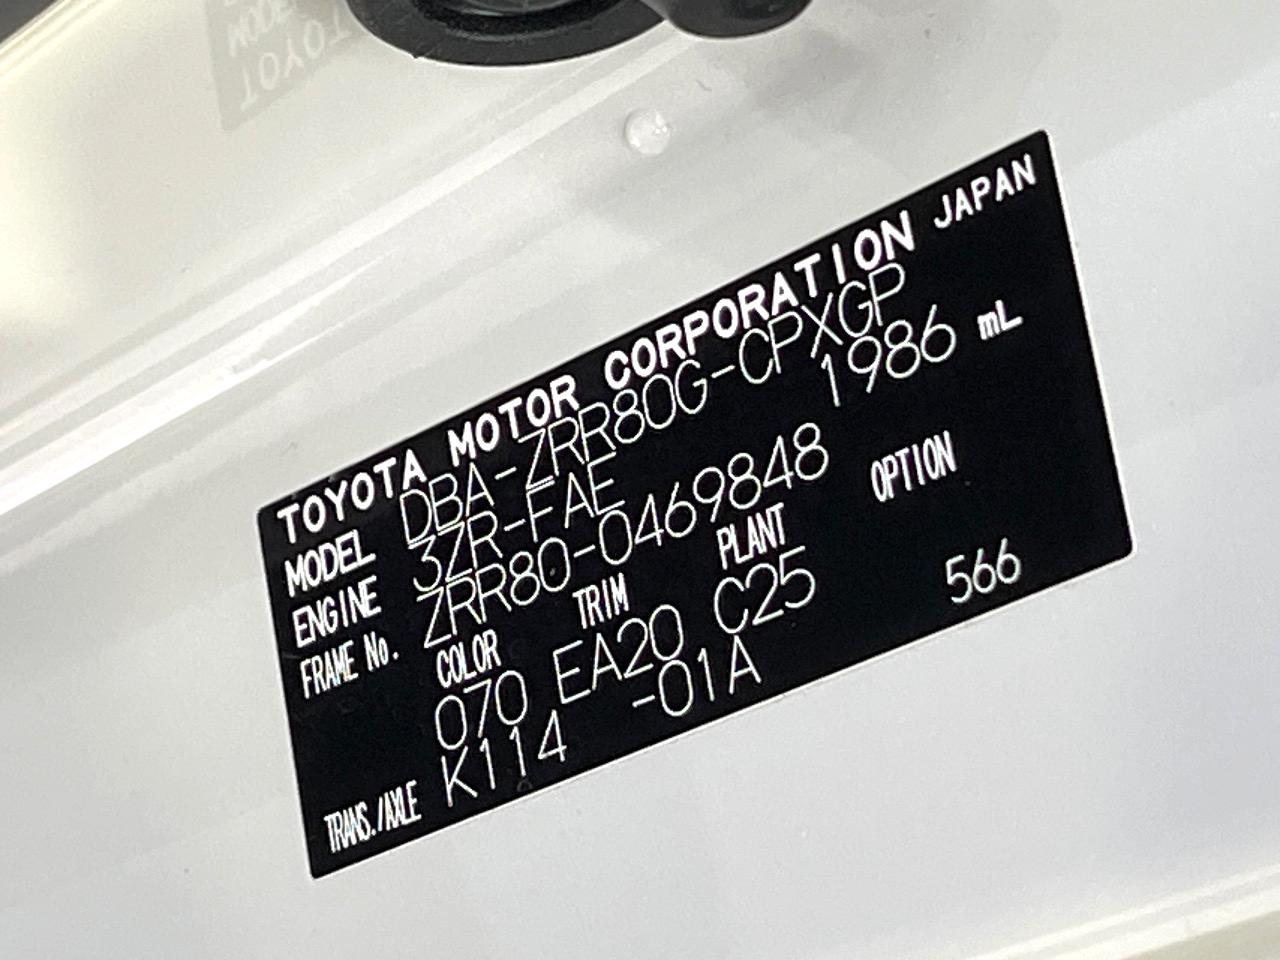 TOYOTA MOTOR CORPORATION JAPAN
MODEL DBA-ZRR80G-CPXGP
ENGINE 3ZR-FAE 1986 mL
FRAME No. ZRR80-0469848
COLOR TRIM PLANT OPTION
070 EA20 C25 566
TRANS./AXLE K114 -01A